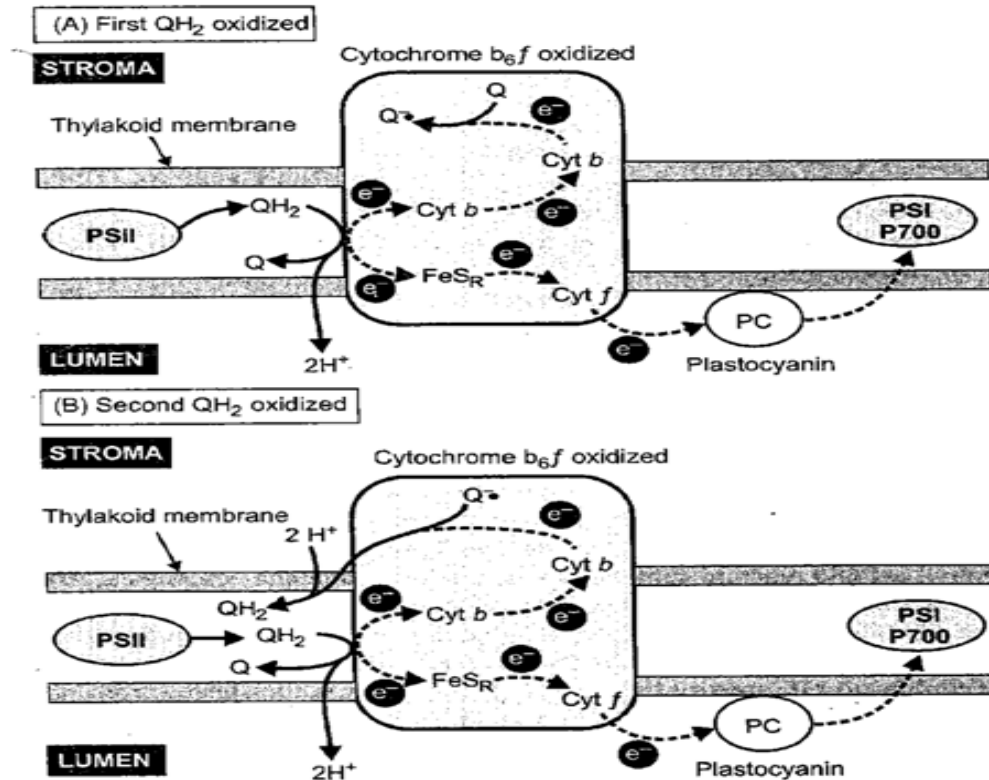 (A) First QH₂ oxidized
STROMA
Cytochrome b₆f oxidized
Q
Q⁻•
e⁻
Thylakoid membrane
Cyt b
e⁻
PSII
QH₂
Cyt b
e⁻
PSI
P700
Q
e⁻
FeS_R
e⁻
Cyt f
PC
LUMEN
2H⁺
e⁻
Plastocyanin
(B) Second QH₂ oxidized
STROMA
Cytochrome b₆f oxidized
Q⁻•
e⁻
Thylakoid membrane
2 H⁺
Cyt b
QH₂
e⁻
Cyt b
e⁻
PSII
QH₂
PSI
P700
Q
e⁻
FeS_R
e⁻
Cyt f
PC
LUMEN
2H⁺
e⁻
Plastocyanin